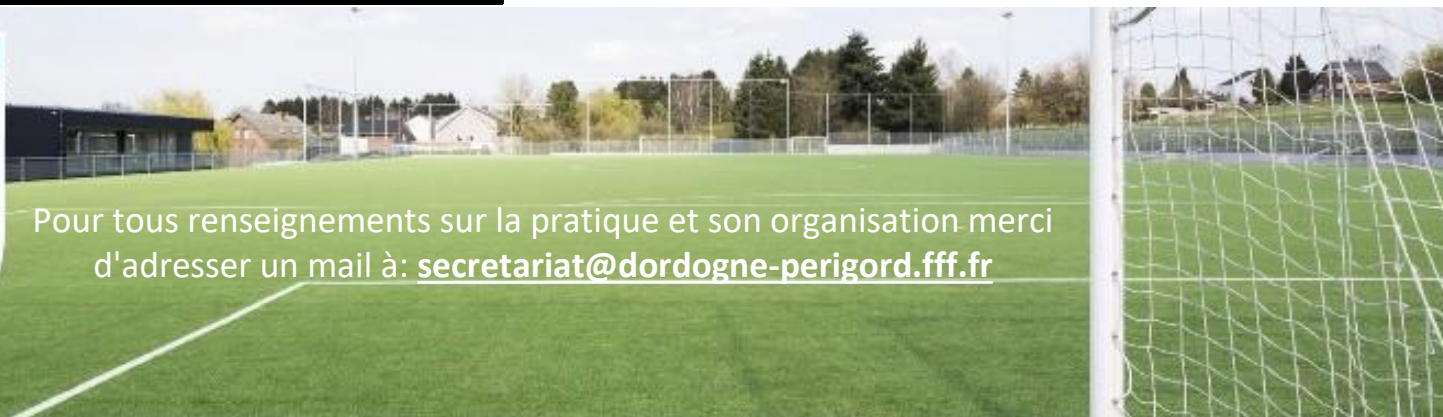 Pour tous renseignements sur la pratique et son organisation merci
d'adresser un mail à: secretariat@dordogne-perigord.fff.fr